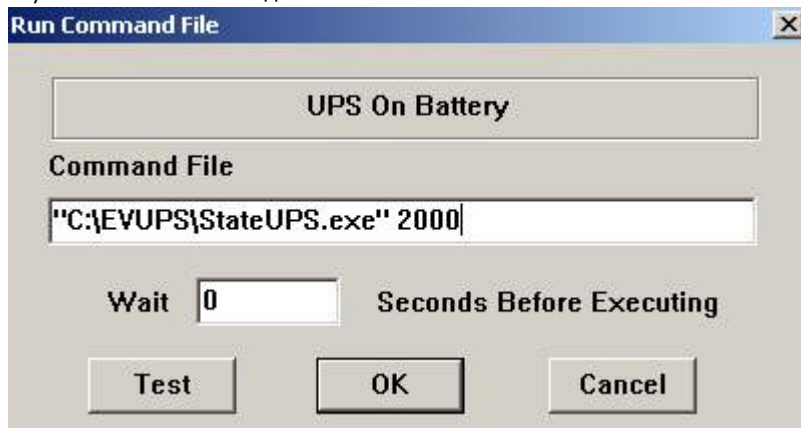 Run Command File
UPS On Battery
Command File
"C:\EVUPS\StateUPS.exe" 2000
Wait 0 Seconds Before Executing
Test OK Cancel